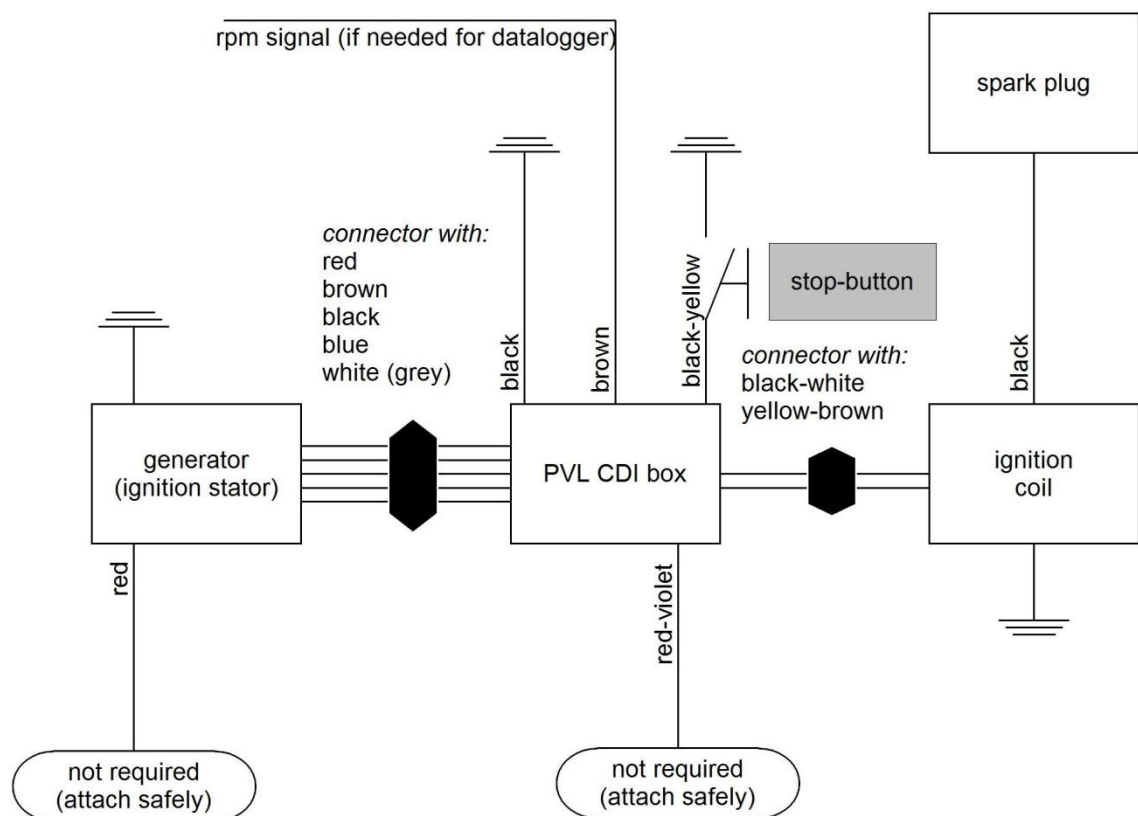 rpm signal (if needed for datalogger)
spark plug
connector with:
red
brown
black
blue
white (grey)
black
brown
black-yellow
stop-button
connector with:
black-white
yellow-brown
black
generator
(ignition stator)
PVL CDI box
ignition
coil
red
red-violet
not required
(attach safely)
not required
(attach safely)